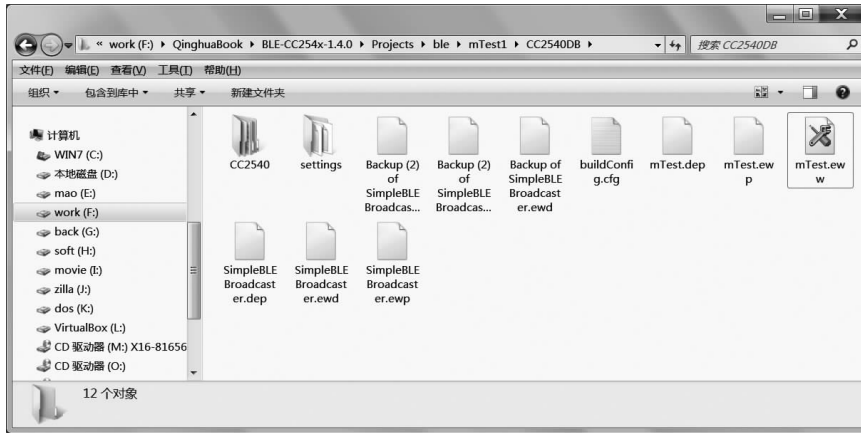 « work (F:) ▸ QinghuaBook ▸ BLE-CC254x-1.4.0 ▸ Projects ▸ ble ▸ mTest1 ▸ CC2540DB ▸ 搜索 CC2540DB
文件(F) 编辑(E) 查看(V) 工具(T) 帮助(H)
组织 包含到库中 共享 新建文件夹
计算机
WIN7 (C:)
本地磁盘 (D:)
mao (E:)
work (F:)
back (G:)
soft (H:)
movie (I:)
zilla (J:)
dos (K:)
VirtualBox (L:)
CD 驱动器 (M:) X16-81656
CD 驱动器 (O:)
CC2540
settings
Backup (2)
of
SimpleBLE
Broadcas...
Backup (2)
of
SimpleBLE
Broadcas...
Backup of
SimpleBLE
Broadcast
er.ewd
buildConfi
g.cfg
mTest.dep
mTest.ew
p
mTest.ew
w
SimpleBLE
Broadcast
er.dep
SimpleBLE
Broadcast
er.ewd
SimpleBLE
Broadcast
er.ewp
12 个对象